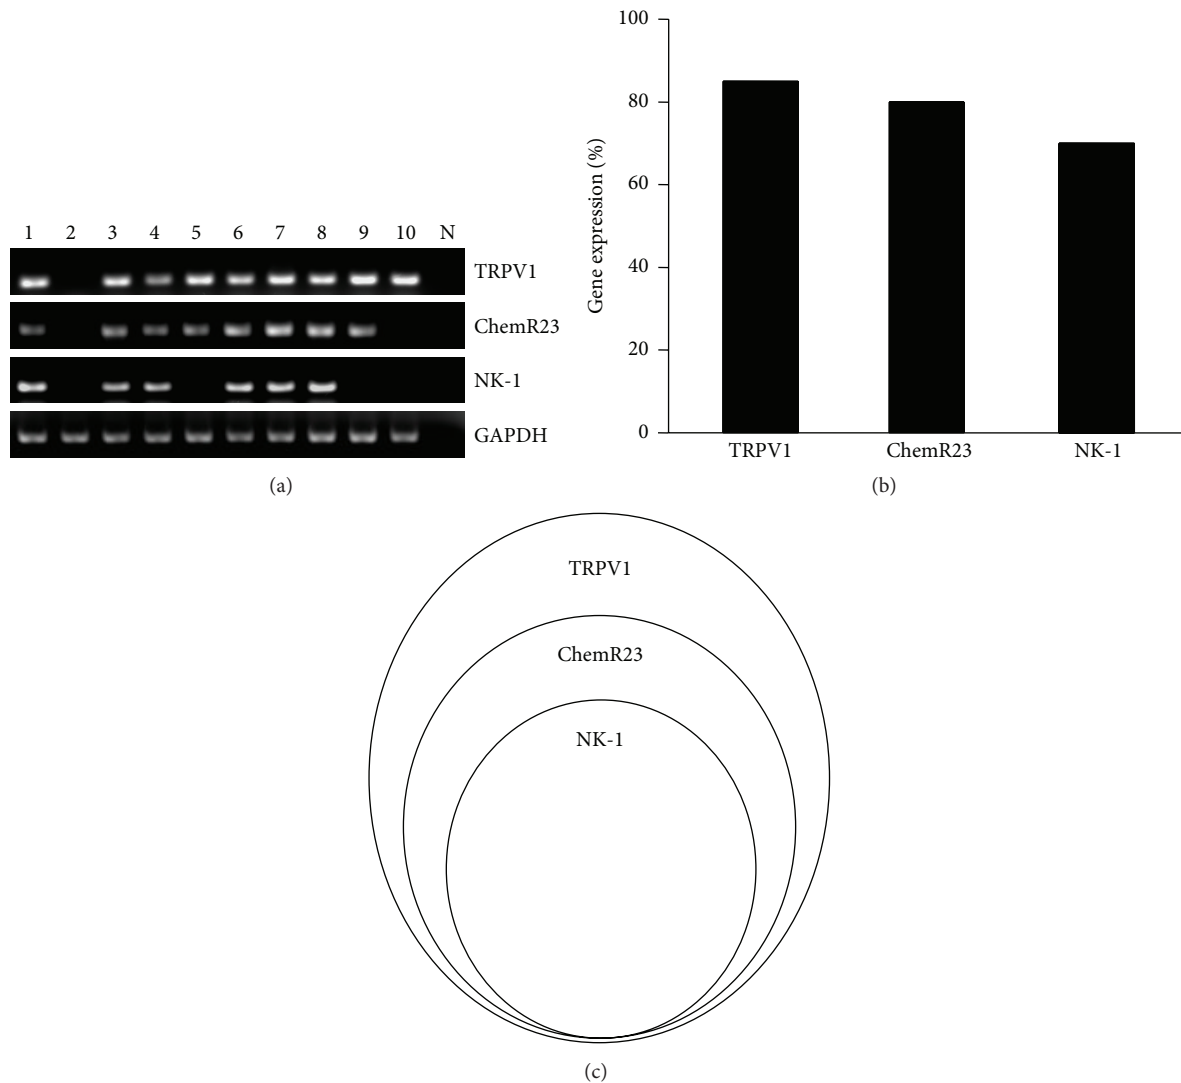 1 2 3 4 5 6 7 8 9 10 N
TRPV1
ChemR23
NK-1
GAPDH
(a)
100
80
60
40
20
0
Gene expression (%)
TRPV1 ChemR23 NK-1
(b)
TRPV1
ChemR23
NK-1
(c)